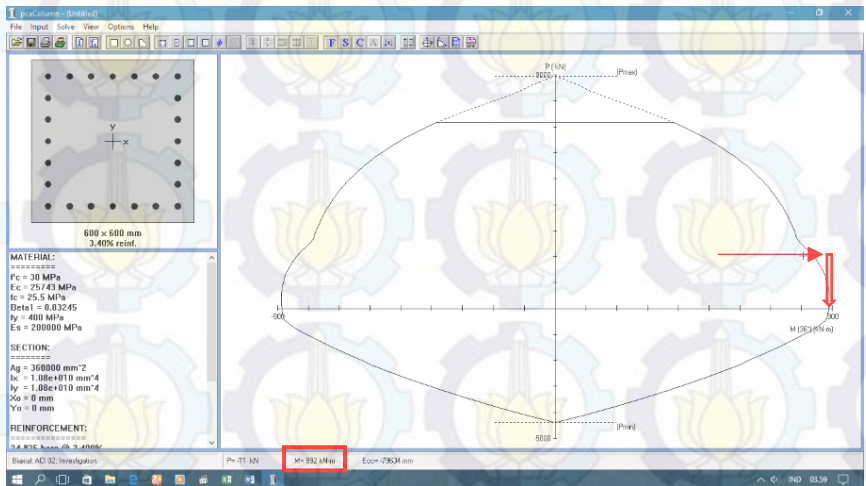 pcaColumn - (Untitled)
File Input Solve View Options Help
F S C
y
x
600 x 600 mm
3.40% reinf.
MATERIAL:
=========
f'c = 30 MPa
Ec = 25743 MPa
fc = 25.5 MPa
Beta1 = 0.83245
fy = 400 MPa
Es = 200000 MPa
SECTION:
========
Ag = 360000 mm^2
Ix = 1.08e+010 mm^4
Iy = 1.08e+010 mm^4
Xo = 0 mm
Yo = 0 mm
REINFORCEMENT:
==============
P ( kN)
9000
(Pmax)
-900
900
M (36°) (kN-m)
(Pmin)
-5000
Biaxial; ACI 02; Investigation
P= -11 kN
M= 892 kN-m
Ecc= -79634 mm
IND 03.59